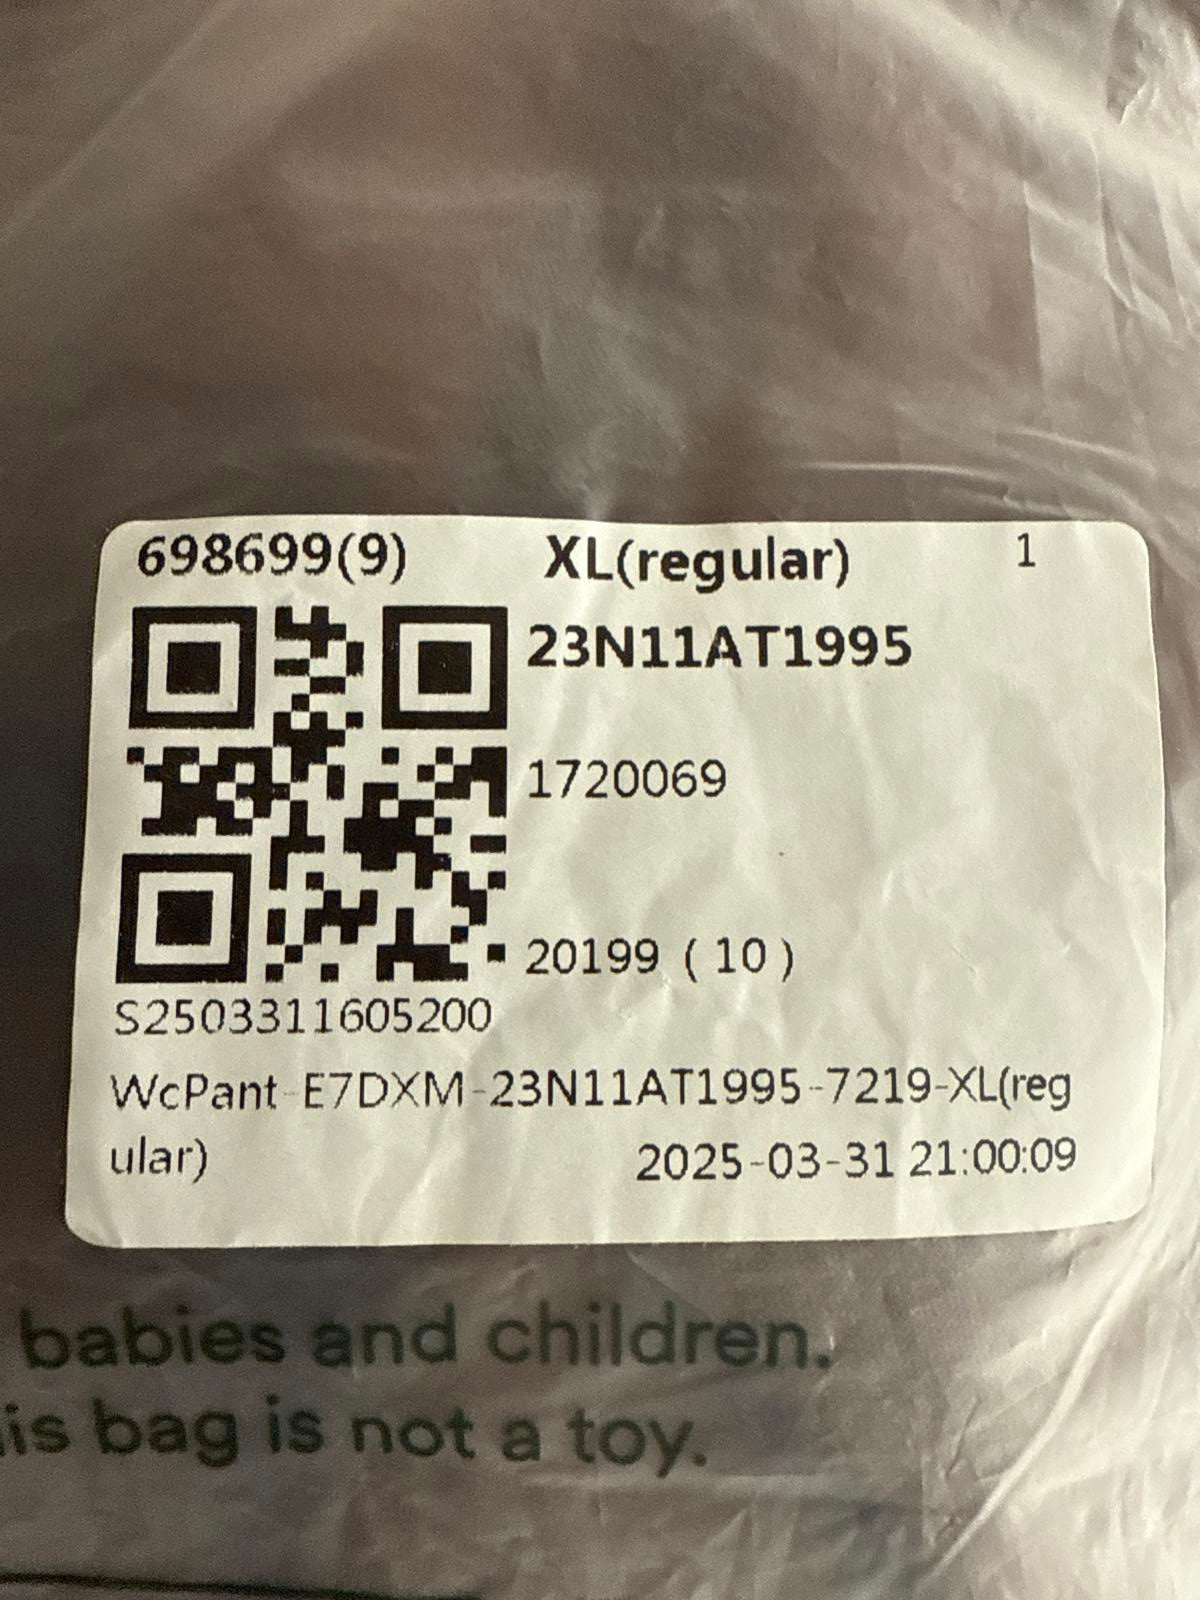 698699(9) XL(regular) 1
23N11AT1995
1720069
20199 ( 10 )
S2503311605200
WcPant-E7DXM-23N11AT1995-7219-XL(reg
ular) 2025-03-31 21:00:09
babies and children.
is bag is not a toy.